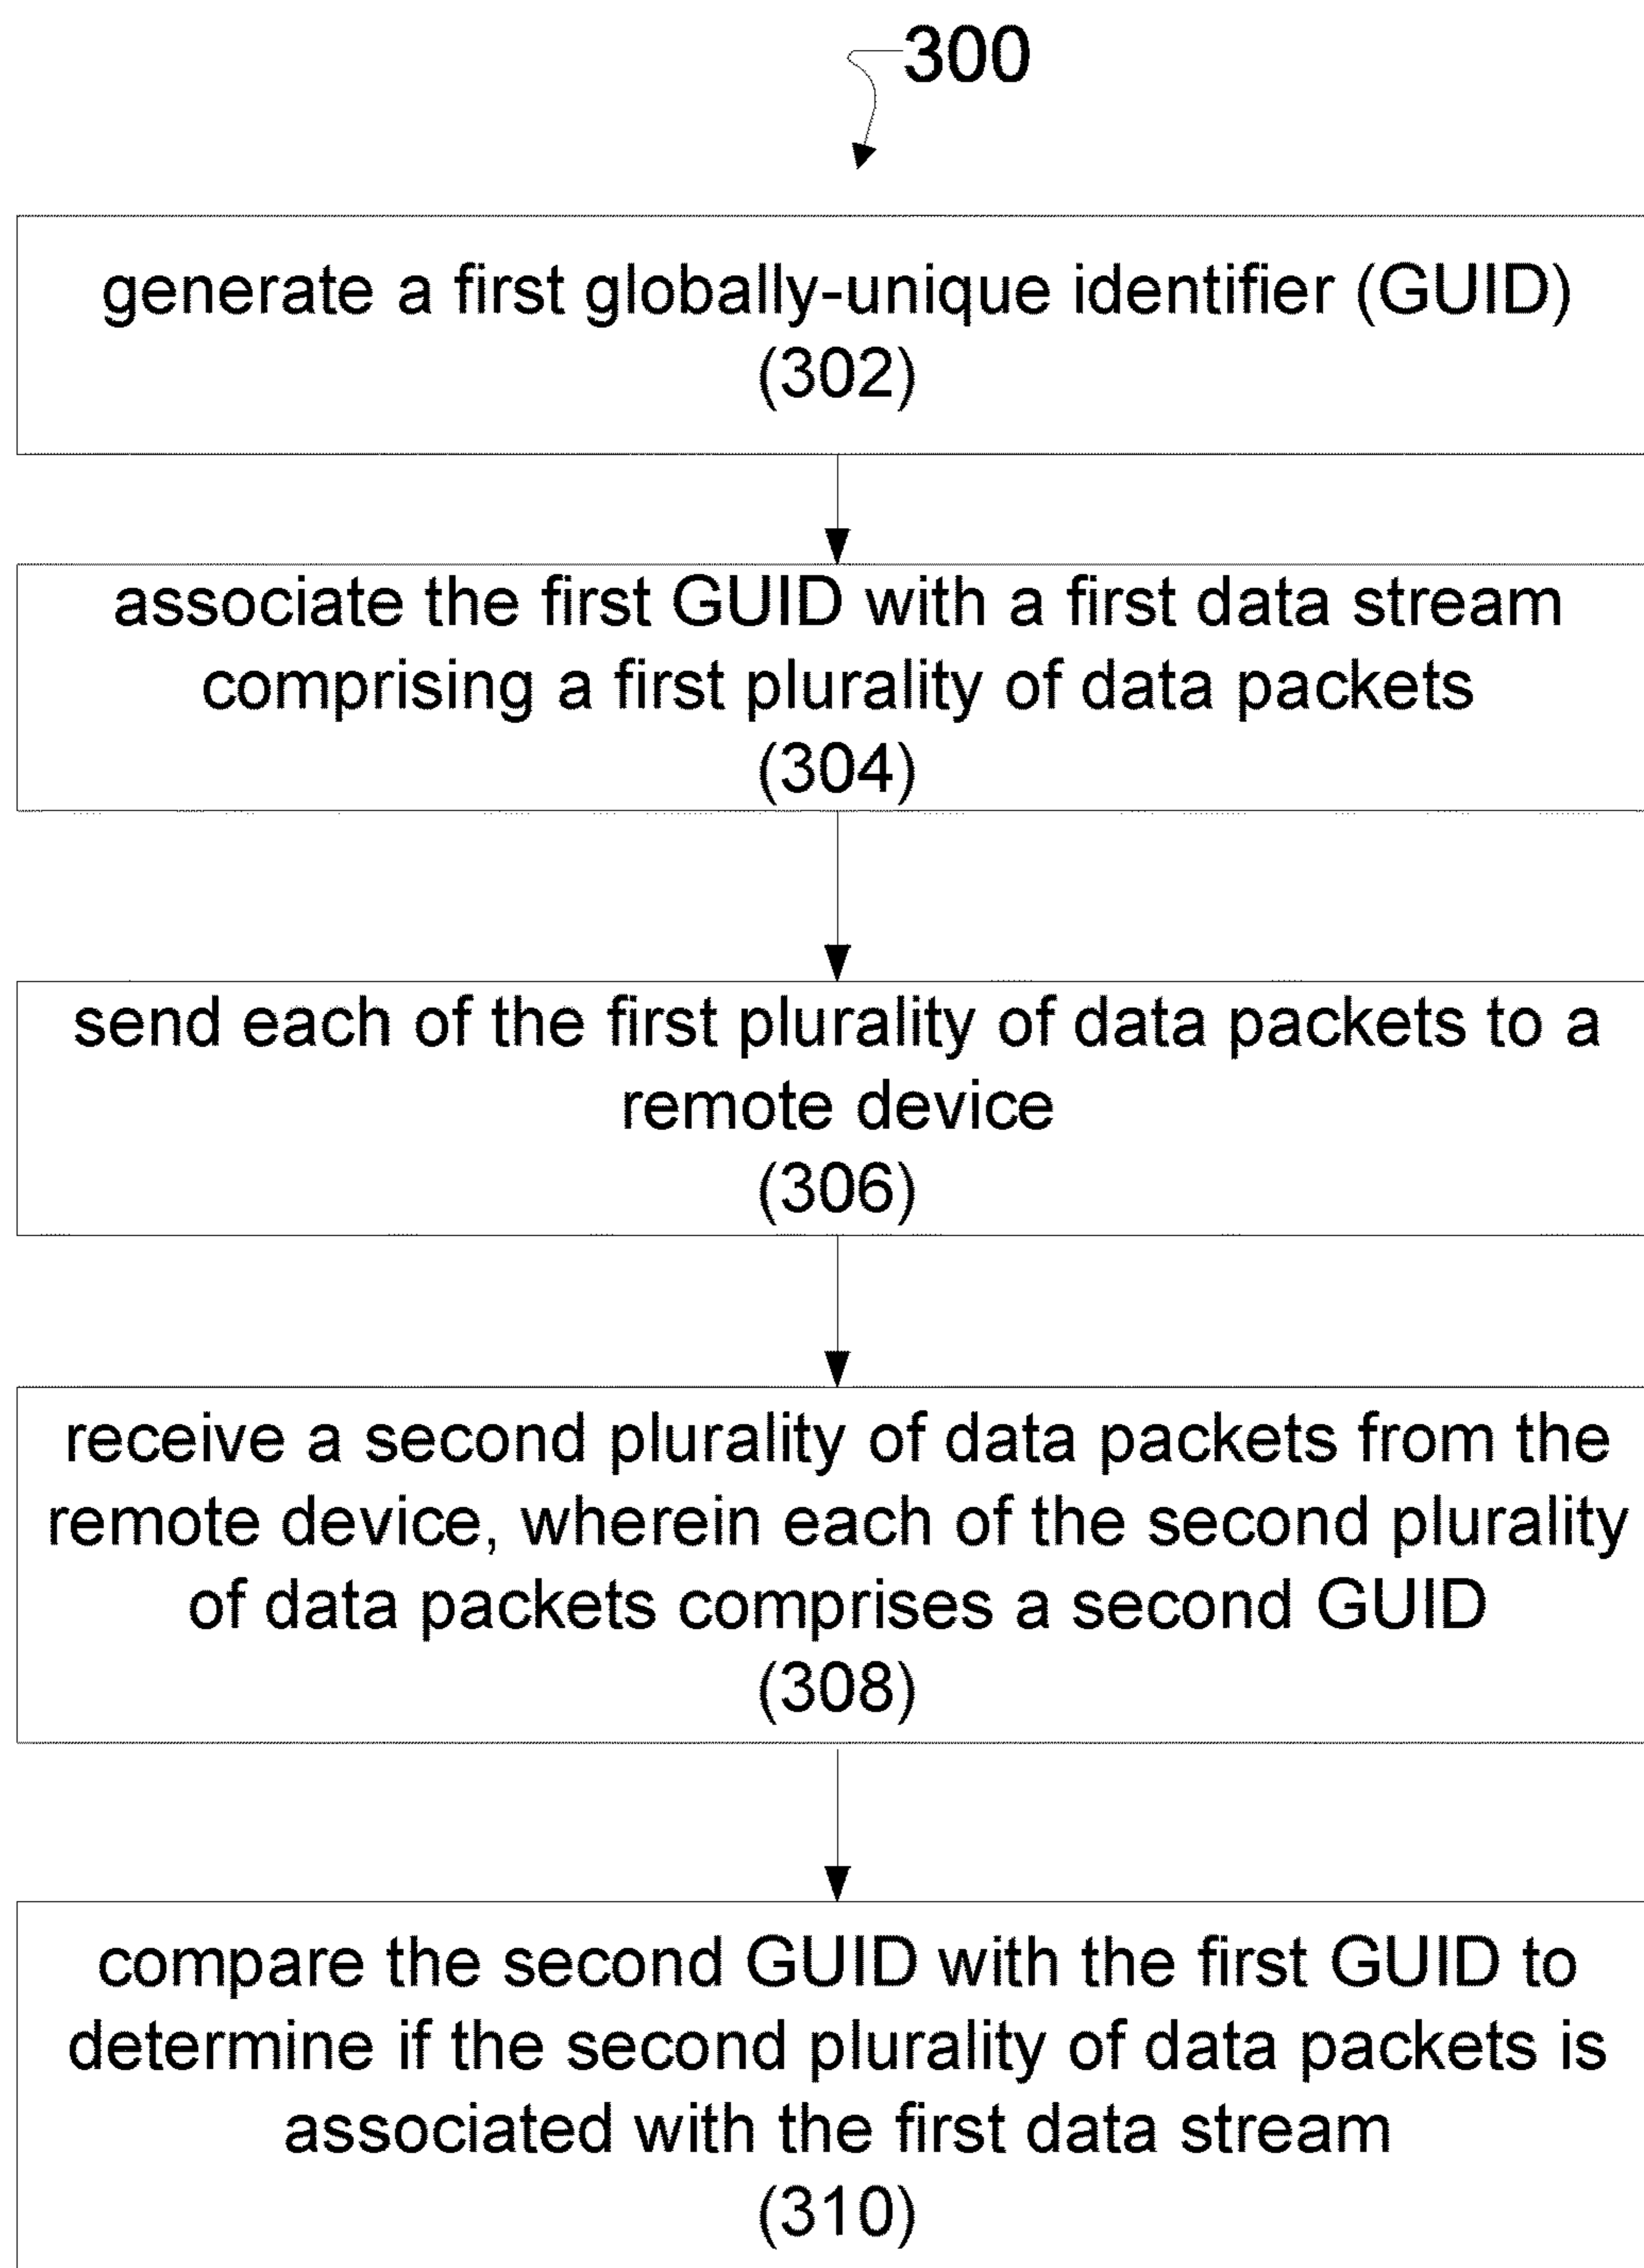 300
generate a first globally-unique identifier (GUID)
(302)
associate the first GUID with a first data stream
comprising a first plurality of data packets
(304)
send each of the first plurality of data packets to a
remote device
(306)
receive a second plurality of data packets from the
remote device, wherein each of the second plurality
of data packets comprises a second GUID
(308)
compare the second GUID with the first GUID to
determine if the second plurality of data packets is
associated with the first data stream
(310)